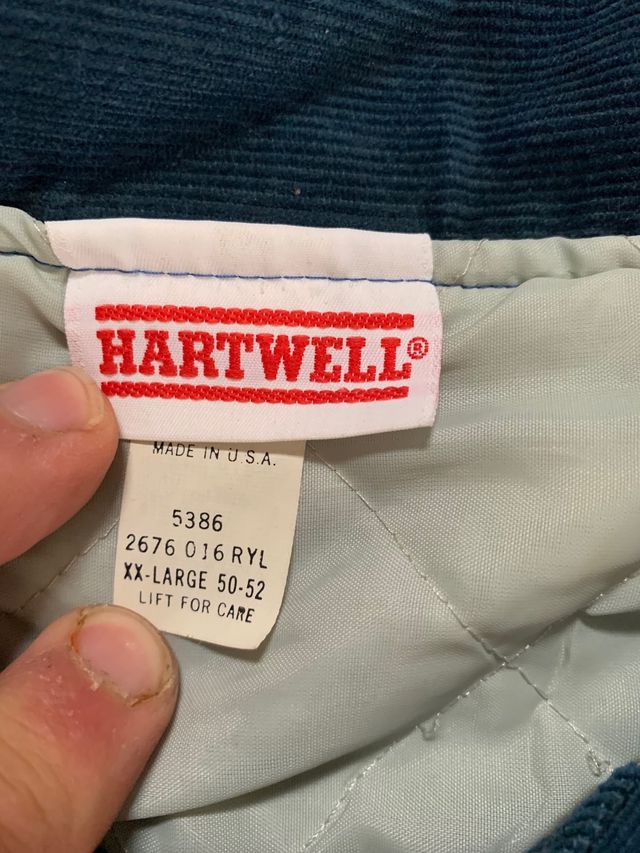 HARTWELL®
MADE IN U.S.A.
5386
2676 016 RYL
XX-LARGE 50-52
LIFT FOR CARE